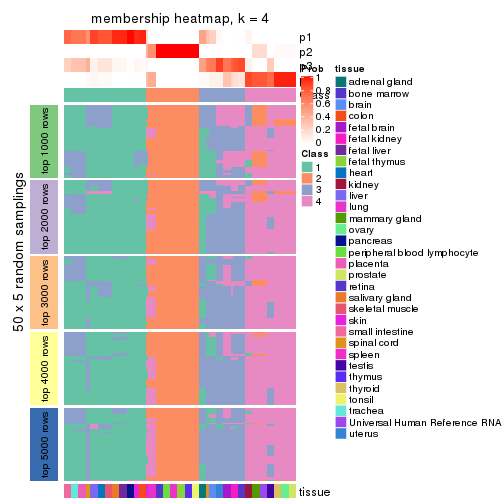 membership heatmap, k = 4
p1
p2
p3
Prob
1
0.8
0.6
0.4
0.2
0
Class
Class
1
2
3
4
50 x 5 random samplings
top 1000 rows
top 2000 rows
top 3000 rows
top 4000 rows
top 5000 rows
tissue
tissue
adrenal gland
bone marrow
brain
colon
fetal brain
fetal kidney
fetal liver
fetal thymus
heart
kidney
liver
lung
mammary gland
ovary
pancreas
peripheral blood lymphocyte
placenta
prostate
retina
salivary gland
skeletal muscle
skin
small intestine
spinal cord
spleen
testis
thymus
thyroid
tonsil
trachea
Universal Human Reference RNA
uterus